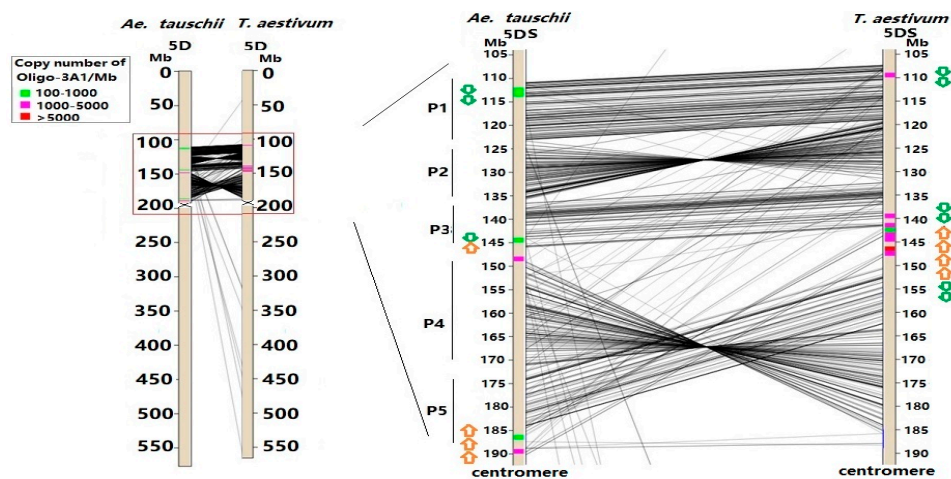 Ae. tauschii T. aestivum
5D 5D
Mb Mb
Copy number of
Oligo-3A1/Mb
100-1000
1000-5000
>5000
0 0
50 50
100 100
150 150
200 200
250 250
300 300
350 350
400 400
450 450
500 500
550 550
Ae. tauschii T. aestivum
5DS 5DS
Mb Mb
105 105
110 110
P1
115 115
120 120
125 125
P2
130 130
135 135
P3
140 140
145 145
150 150
155 155
160 160
P4
165 165
170 170
175 175
P5
180 180
185 185
190 190
centromere centromere